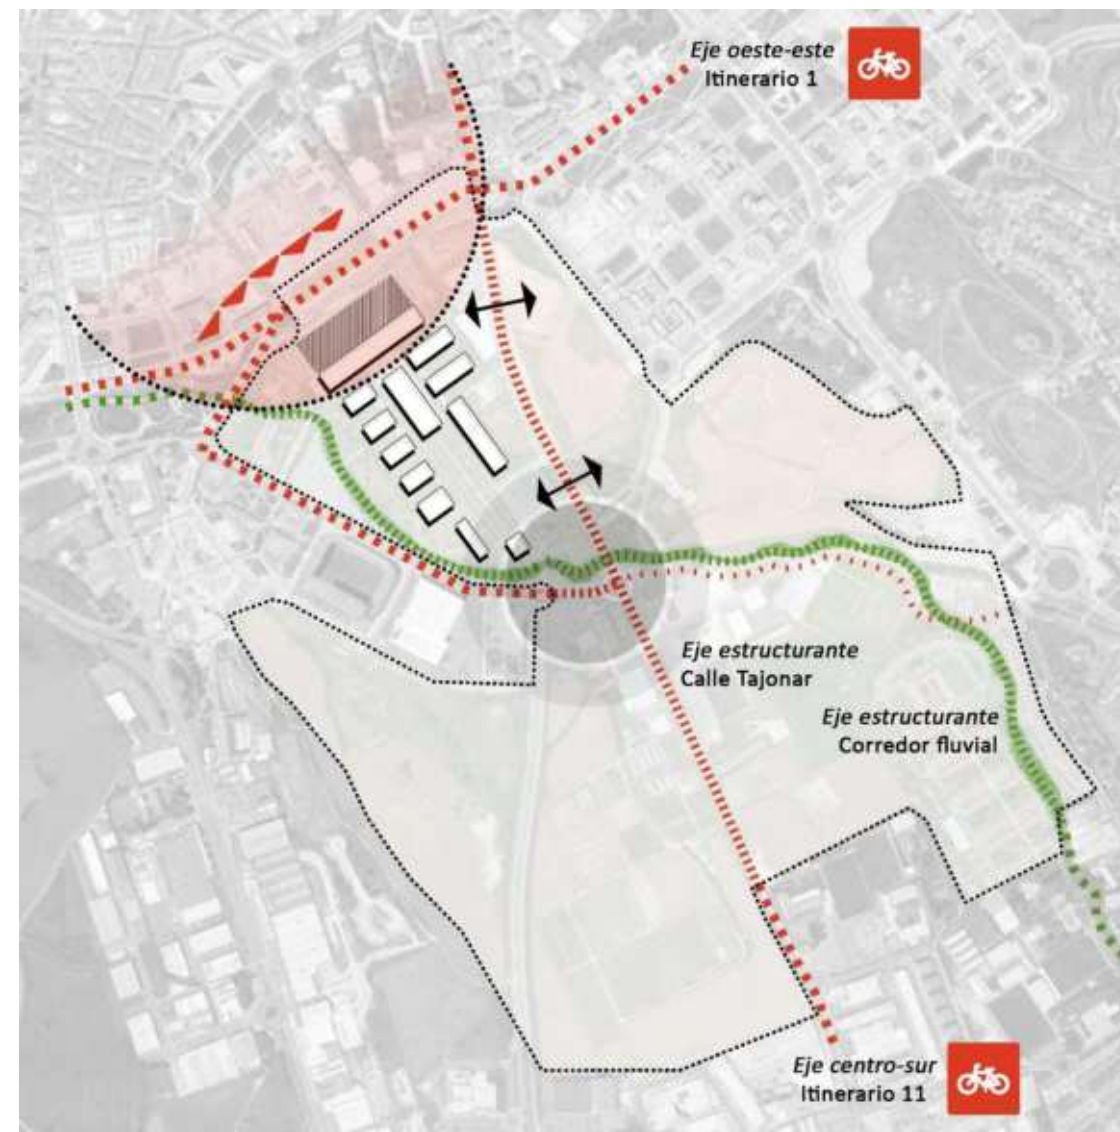 Eje oeste-este
Itinerario 1
Eje estructurante
Calle Tajonar
Eje estructurante
Corredor fluvial
Eje centro-sur
Itinerario 11